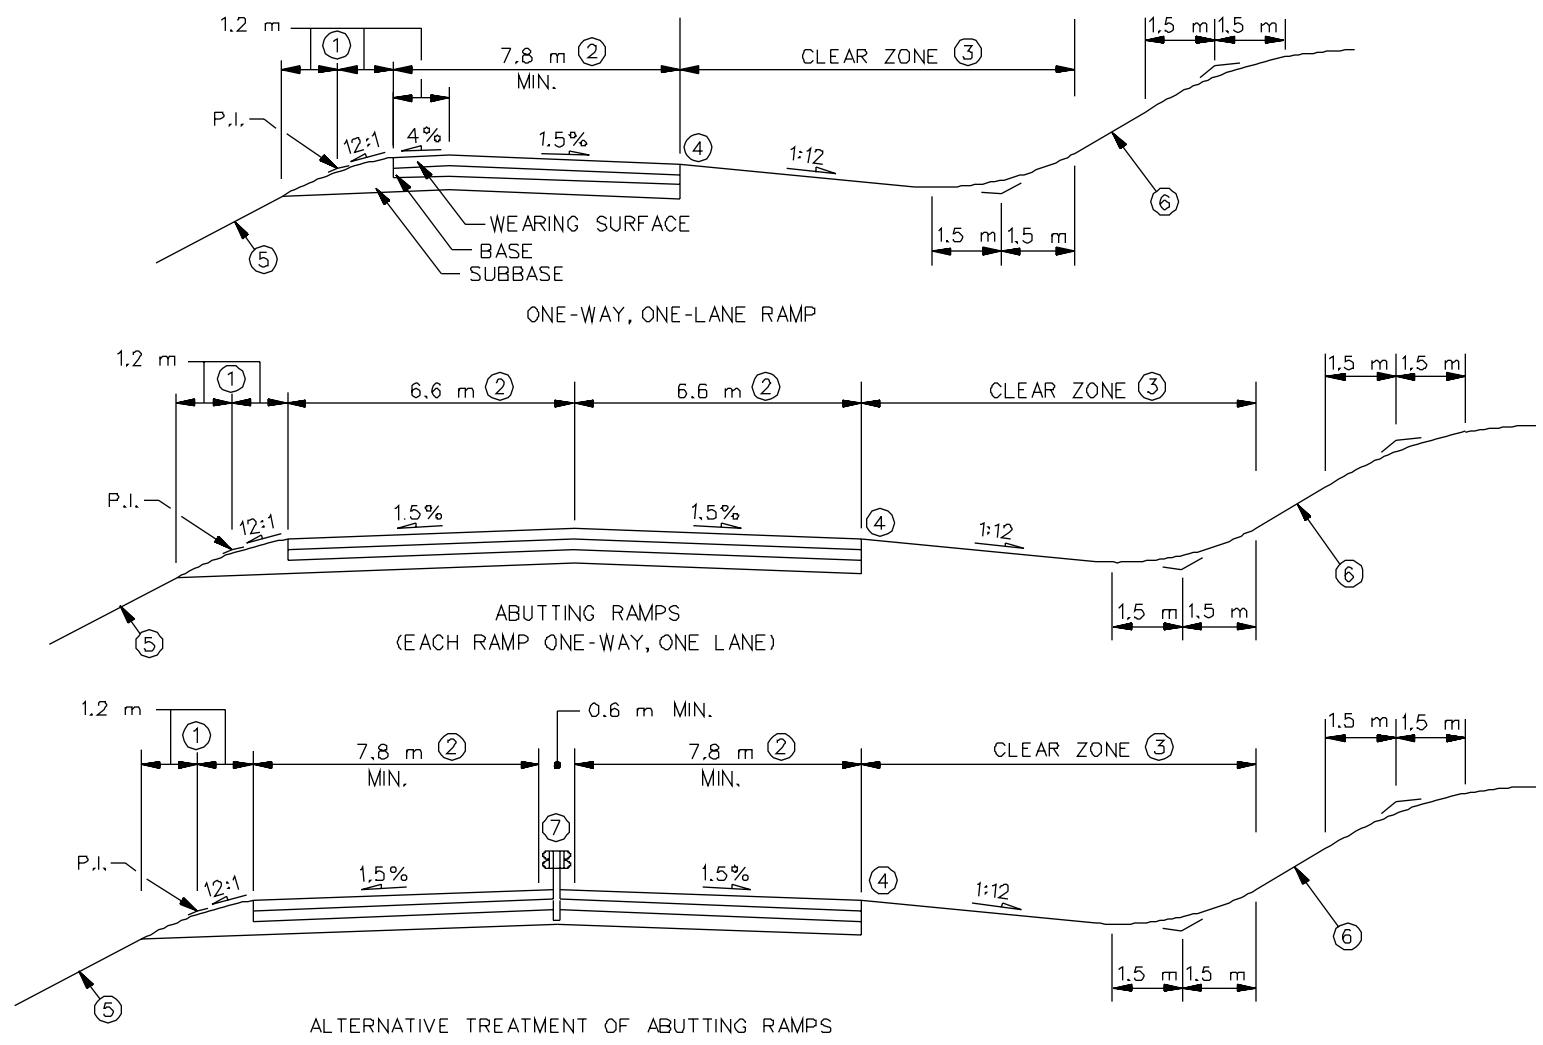 1.2 m
1
7.8 m 2
MIN.
CLEAR ZONE 3
1.5 m 1.5 m
P.I.
12:1
4%
1.5%
4
1:12
6
WEARING SURFACE
BASE
SUBBASE
5
1.5 m 1.5 m
ONE-WAY, ONE-LANE RAMP
1.2 m
1
6.6 m 2
6.6 m 2
CLEAR ZONE 3
1.5 m 1.5 m
P.I.
12:1
1.5%
1.5%
4
1:12
6
5
1.5 m 1.5 m
ABUTTING RAMPS
(EACH RAMP ONE-WAY, ONE LANE)
1.2 m
1
0.6 m MIN.
7.8 m 2
MIN.
7.8 m 2
MIN.
CLEAR ZONE 3
1.5 m 1.5 m
7
P.I.
12:1
1.5%
1.5%
4
1:12
6
5
1.5 m 1.5 m
ALTERNATIVE TREATMENT OF ABUTTING RAMPS